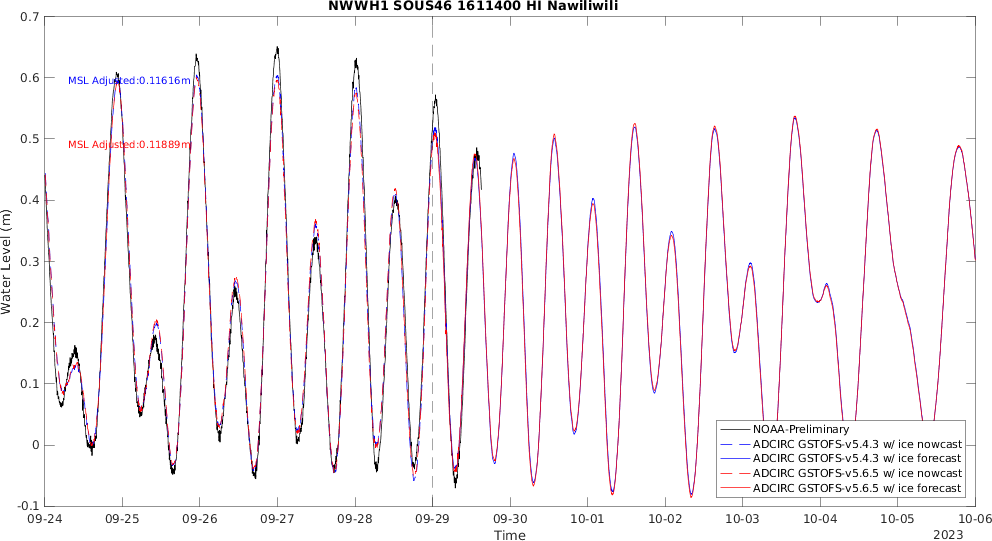 NWWH1 SOUS46 1611400 HI Nawiliwili
0.7
0.6
0.5
0.4
0.3
0.2
0.1
0
-0.1
Water Level (m)
MSL Adjusted:0.11616m
MSL Adjusted:0.11889m
NOAA-Preliminary
ADCIRC GSTOFS-v5.4.3 w/ ice nowcast
ADCIRC GSTOFS-v5.4.3 w/ ice forecast
ADCIRC GSTOFS-v5.6.5 w/ ice nowcast
ADCIRC GSTOFS-v5.6.5 w/ ice forecast
09-24 09-25 09-26 09-27 09-28 09-29 09-30 10-01 10-02 10-03 10-04 10-05 10-06
Time
2023